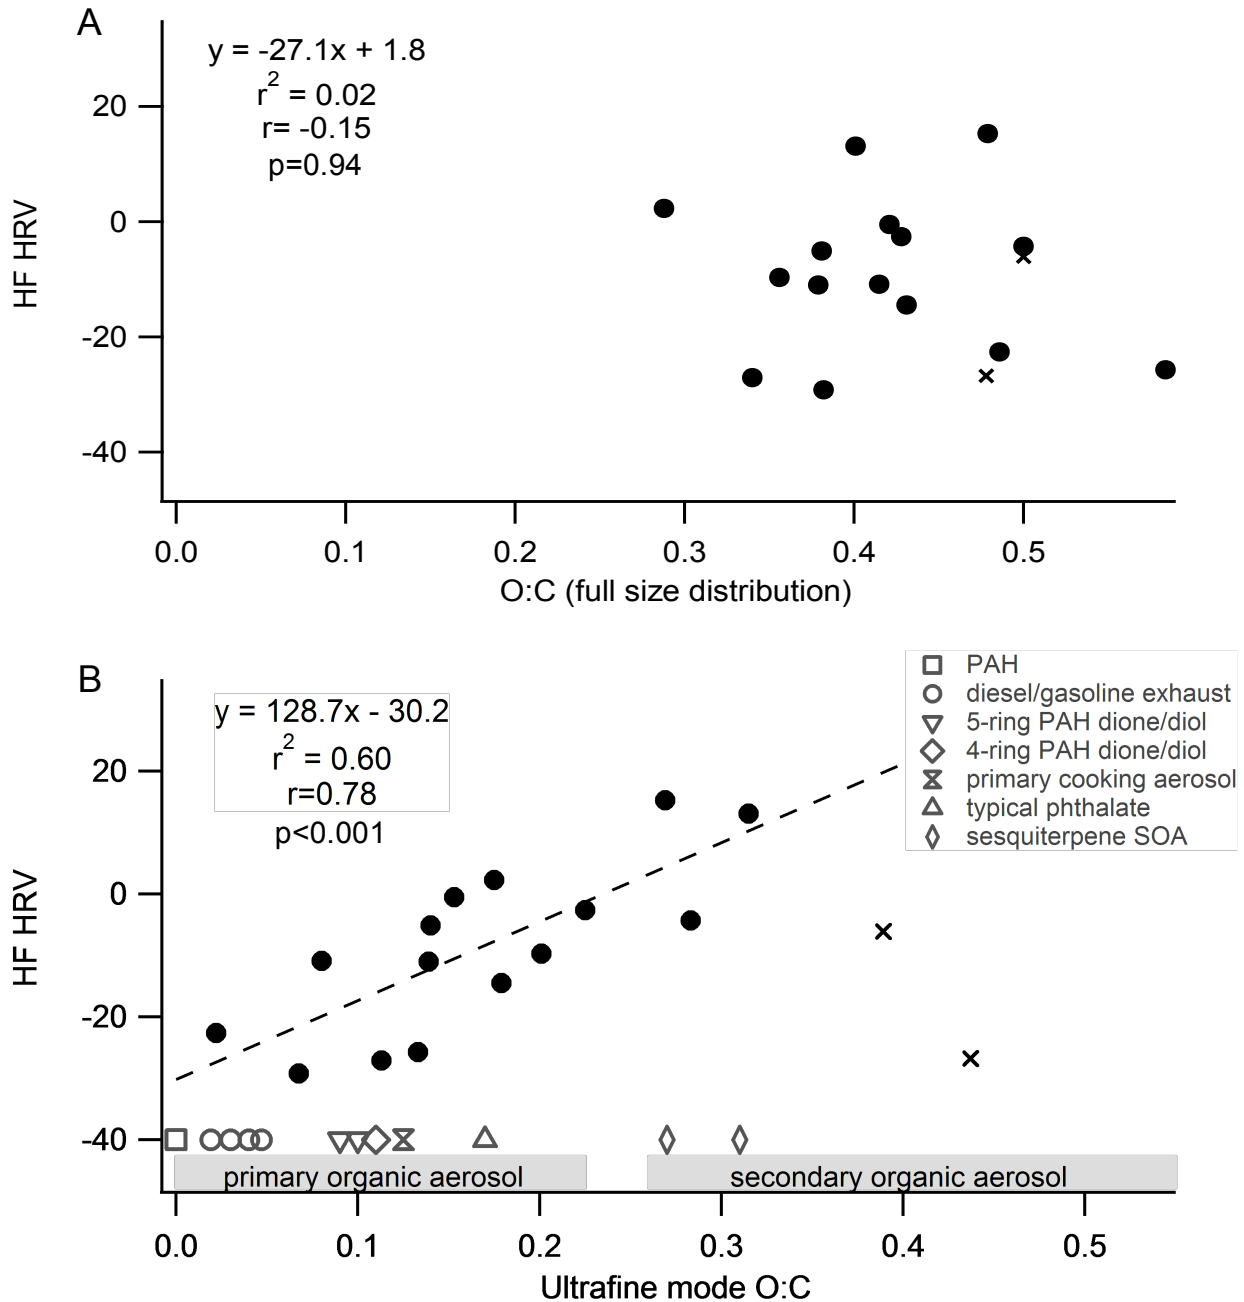 A
y = -27.1x + 1.8
r² = 0.02
r= -0.15
p=0.94
20
0
-20
-40
HF HRV
0.0 0.1 0.2 0.3 0.4 0.5
O:C (full size distribution)
B
y = 128.7x - 30.2
r² = 0.60
r=0.78
p<0.001
PAH
diesel/gasoline exhaust
5-ring PAH dione/diol
4-ring PAH dione/diol
primary cooking aerosol
typical phthalate
sesquiterpene SOA
20
0
-20
-40
HF HRV
primary organic aerosol secondary organic aerosol
0.0 0.1 0.2 0.3 0.4 0.5
Ultrafine mode O:C